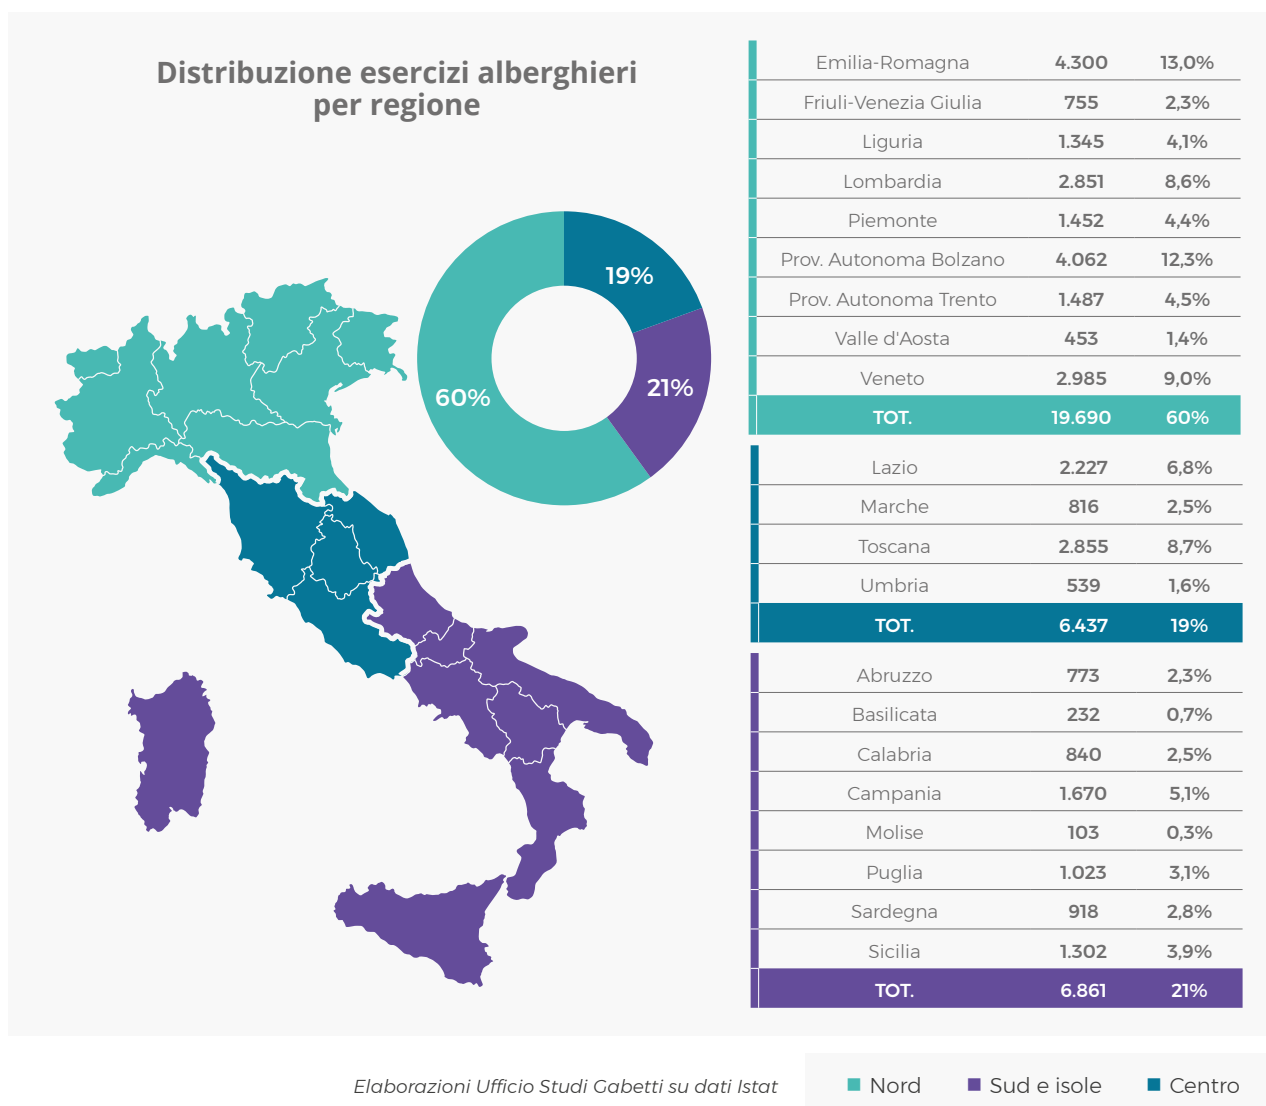 Distribuzione esercizi alberghieri
per regione
19%
21%
60%
Emilia-Romagna 4.300 13,0%
Friuli-Venezia Giulia 755 2,3%
Liguria 1.345 4,1%
Lombardia 2.851 8,6%
Piemonte 1.452 4,4%
Prov. Autonoma Bolzano 4.062 12,3%
Prov. Autonoma Trento 1.487 4,5%
Valle d'Aosta 453 1,4%
Veneto 2.985 9,0%
TOT. 19.690 60%
Lazio 2.227 6,8%
Marche 816 2,5%
Toscana 2.855 8,7%
Umbria 539 1,6%
TOT. 6.437 19%
Abruzzo 773 2,3%
Basilicata 232 0,7%
Calabria 840 2,5%
Campania 1.670 5,1%
Molise 103 0,3%
Puglia 1.023 3,1%
Sardegna 918 2,8%
Sicilia 1.302 3,9%
TOT. 6.861 21%
Elaborazioni Ufficio Studi Gabetti su dati Istat
Nord Sud e isole Centro